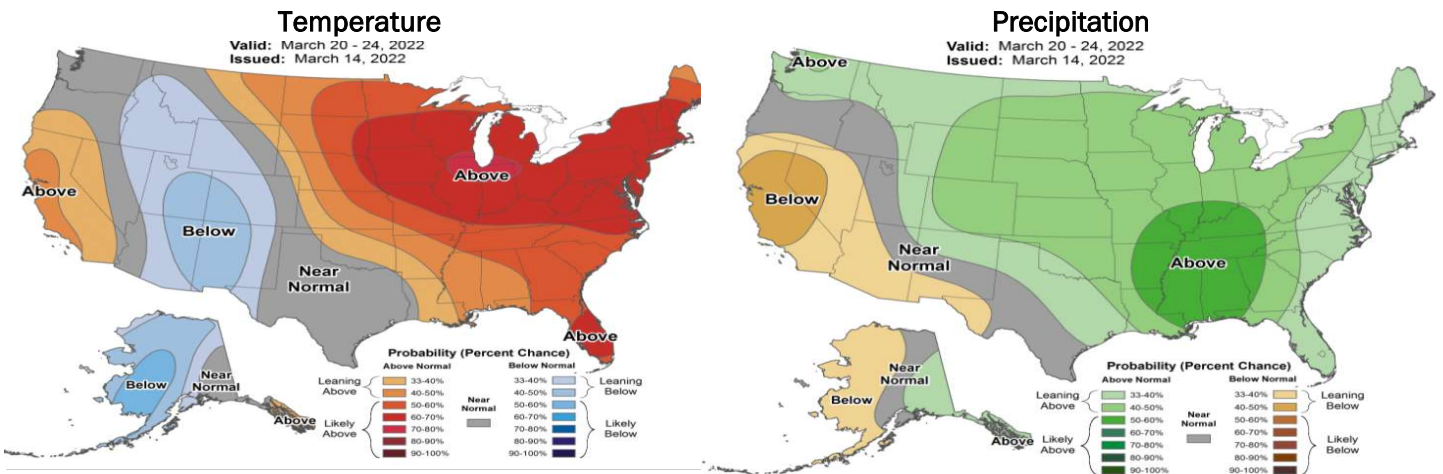 Temperature
Valid: March 20 - 24, 2022
Issued: March 14, 2022
Above
Below
Near
Normal
Above
Above
Below
Near
Normal
Above
Probability (Percent Chance)
Above Normal
Below Normal
Leaning
Above
33-40%
40-50%
Likely
Above
50-60%
60-70%
70-80%
80-90%
90-100%
Near
Normal
33-40%
40-50%
Leaning
Below
50-60%
60-70%
70-80%
80-90%
90-100%
Likely
Below
Precipitation
Valid: March 20 - 24, 2022
Issued: March 14, 2022
Above
Below
Near
Normal
Above
Near
Normal
Below
Above
Probability (Percent Chance)
Above Normal
Below Normal
Leaning
Above
33-40%
40-50%
Likely
Above
50-60%
60-70%
70-80%
80-90%
90-100%
Near
Normal
33-40%
40-50%
Leaning
Below
50-60%
60-70%
70-80%
80-90%
90-100%
Likely
Below